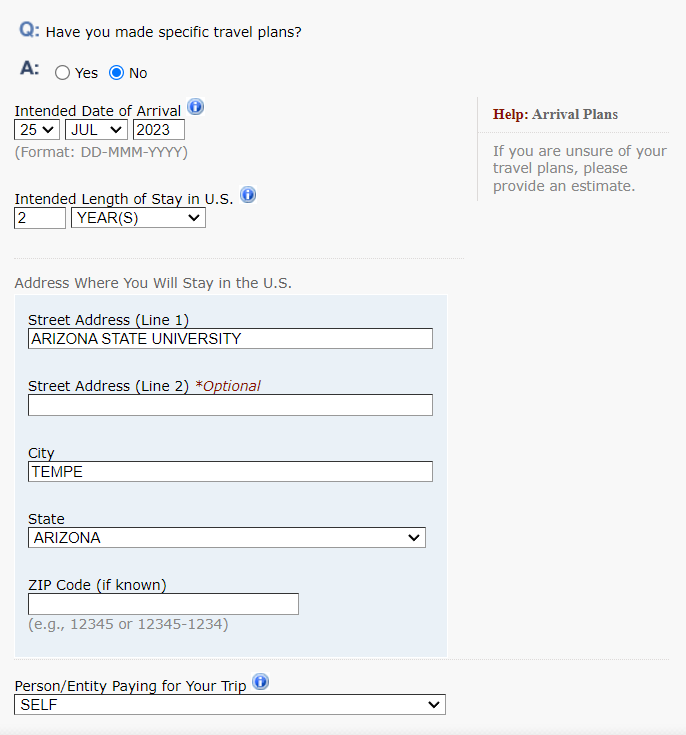 Q: Have you made specific travel plans?
A: Yes No
Intended Date of Arrival
25 JUL 2023
(Format: DD-MMM-YYYY)
Help: Arrival Plans
If you are unsure of your
travel plans, please
provide an estimate.
Intended Length of Stay in U.S.
2 YEAR(S)
Address Where You Will Stay in the U.S.
Street Address (Line 1)
ARIZONA STATE UNIVERSITY
Street Address (Line 2) *Optional
City
TEMPE
State
ARIZONA
ZIP Code (if known)
(e.g., 12345 or 12345-1234)
Person/Entity Paying for Your Trip
SELF